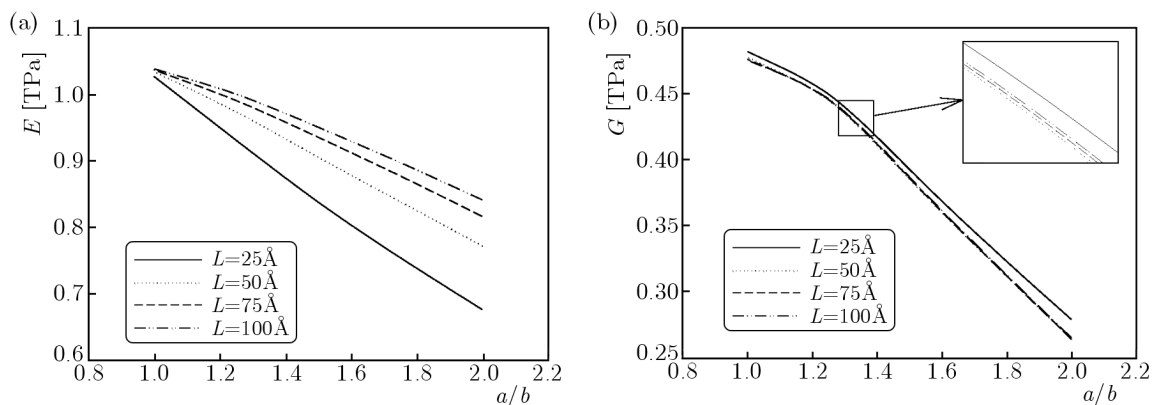 (a)
E [TPa]
1.1
1.0
0.9
0.8
0.7
0.6
L=25Å
L=50Å
L=75Å
L=100Å
0.8 1.0 1.2 1.4 1.6 1.8 2.0 2.2
a/b
(b)
G [TPa]
0.50
0.45
0.40
0.35
0.30
0.25
L=25Å
L=50Å
L=75Å
L=100Å
0.8 1.0 1.2 1.4 1.6 1.8 2.0 2.2
a/b